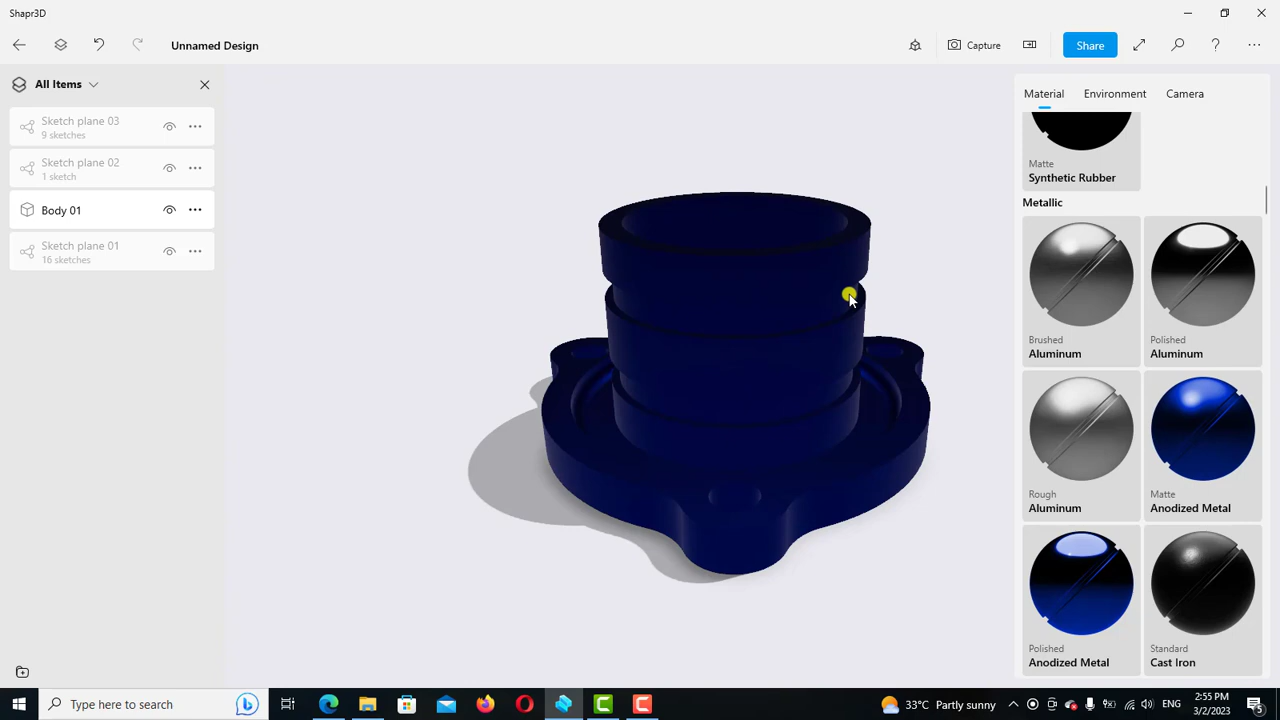 Shapr3D
Unnamed Design
Capture
Share
All Items
Sketch plane 03
9 sketches
Sketch plane 02
1 sketch
Body 01
Sketch plane 01
16 sketches
Material
Environment
Camera
Matte
Synthetic Rubber
Metallic
Brushed
Aluminum
Polished
Aluminum
Rough
Aluminum
Matte
Anodized Metal
Polished
Anodized Metal
Standard
Cast Iron
Type here to search
33°C Partly sunny
ENG
2:55 PM
3/2/2023